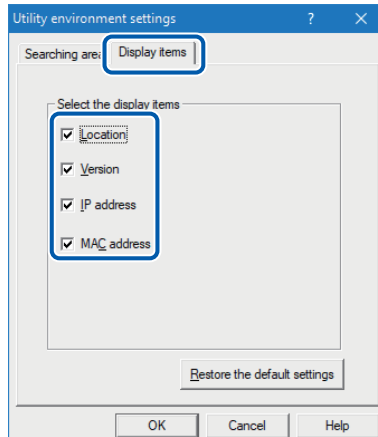 Utility environment settings ? ×
Searching area Display items
Select the display items
Location
Version
IP address
MAC address
Restore the default settings
OK Cancel Help